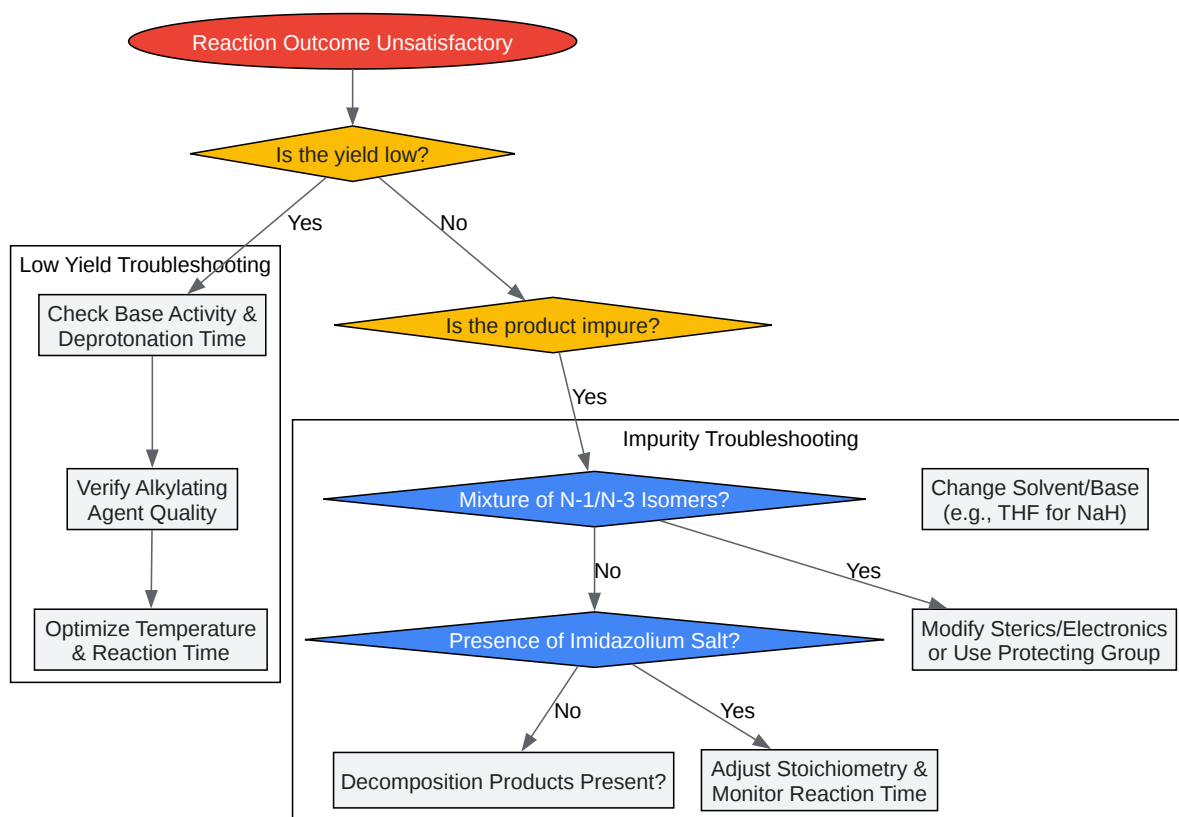 Reaction Outcome Unsatisfactory
Is the yield low?
Yes
No
Low Yield Troubleshooting
Check Base Activity &
Deprotonation Time
Is the product impure?
Yes
Impurity Troubleshooting
Verify Alkylating
Agent Quality
Mixture of N-1/N-3 Isomers?
Change Solvent/Base
(e.g., THF for NaH)
No
Yes
Optimize Temperature
& Reaction Time
Presence of Imidazolium Salt?
Modify Sterics/Electronics
or Use Protecting Group
No
Yes
Decomposition Products Present?
Adjust Stoichiometry &
Monitor Reaction Time